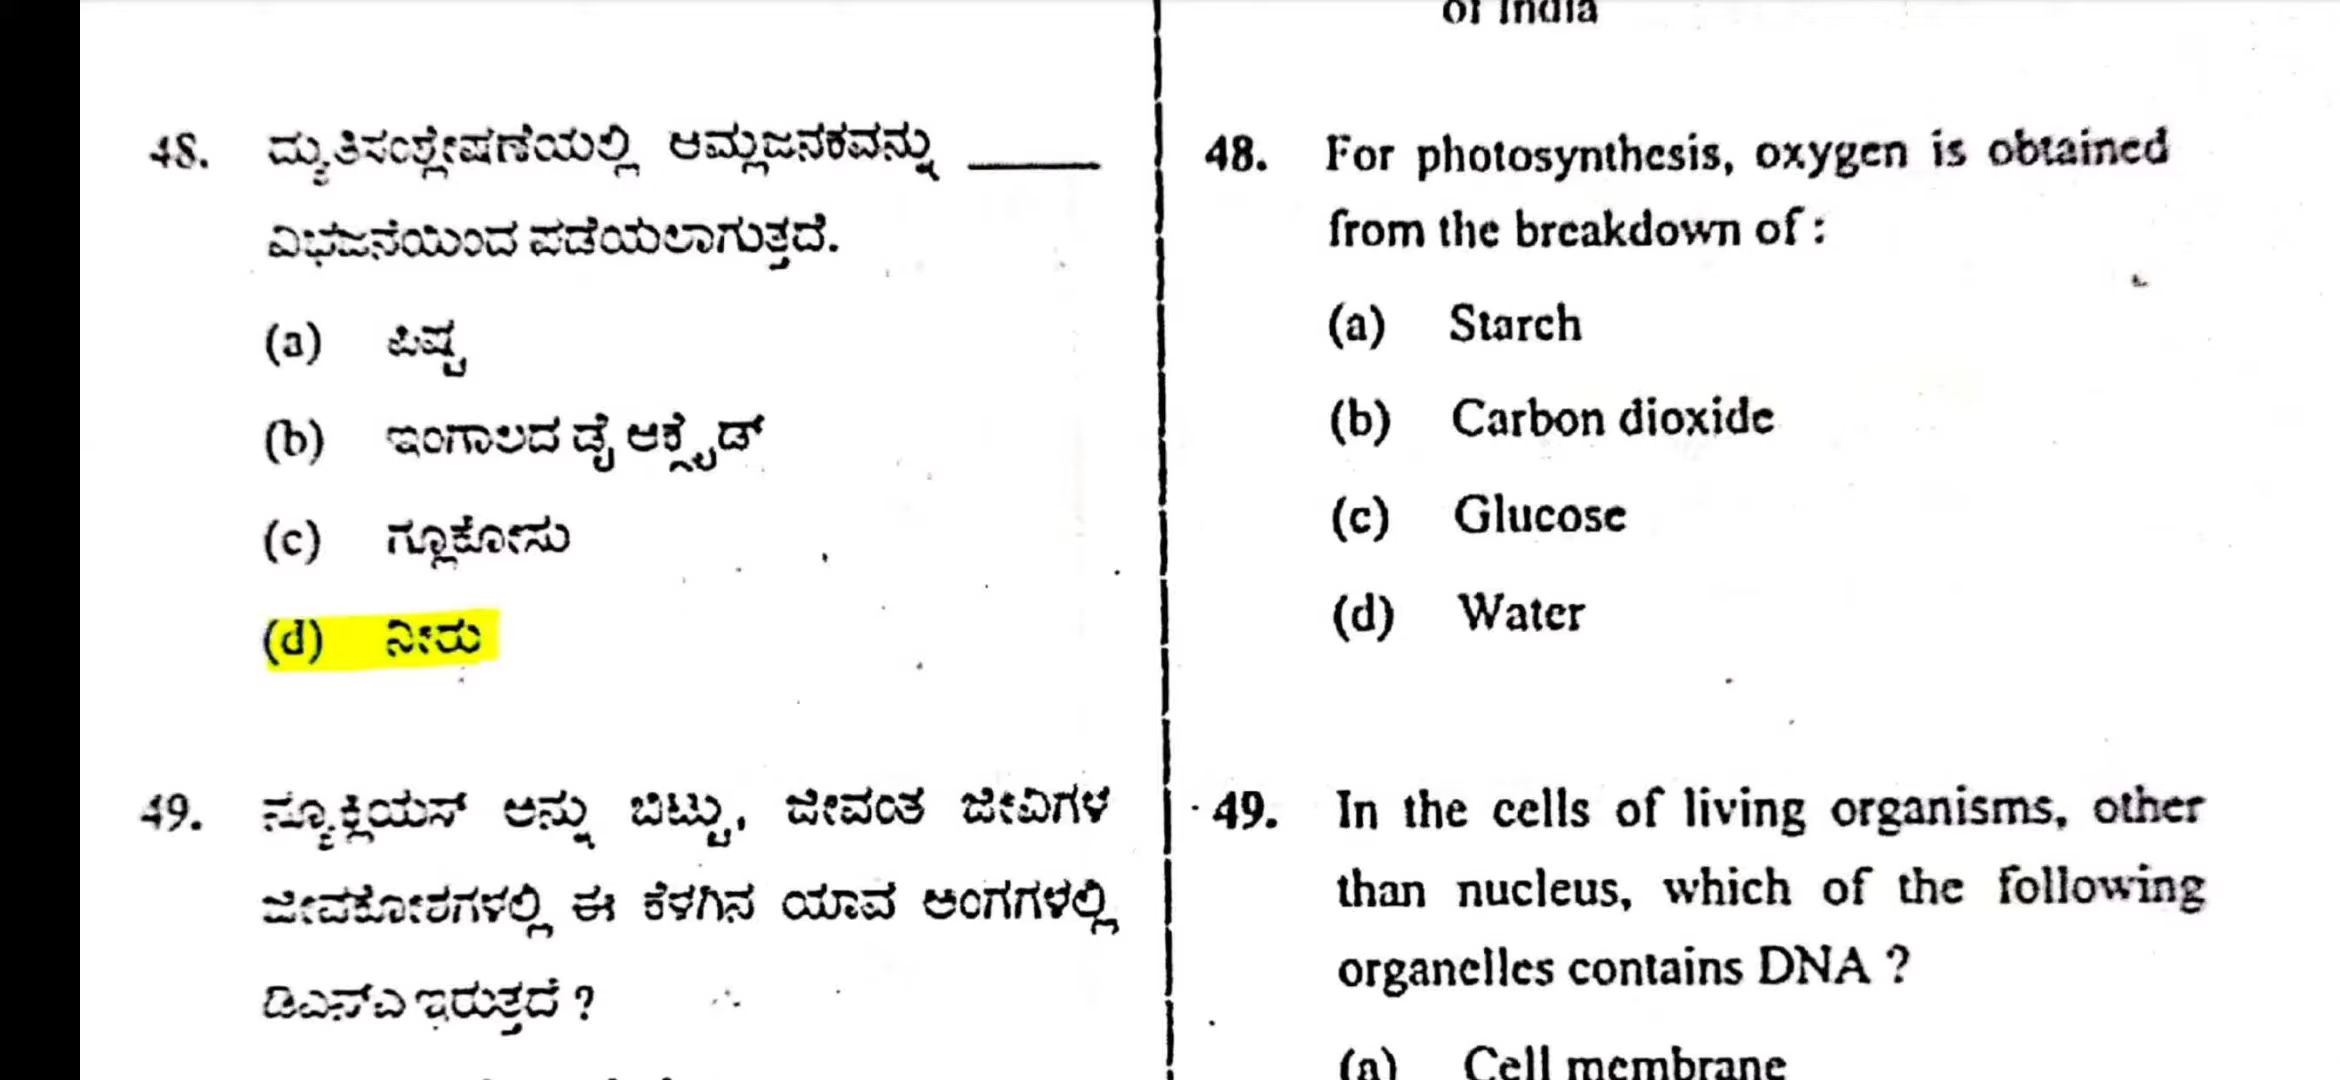 of India
48. ದ್ಯುತಿಸಂಶ್ಲೇಷಣೆಯಲ್ಲಿ ಆಮ್ಲಜನಕವನ್ನು ____
ವಿಭಜನೆಯಿಂದ ಪಡೆಯಲಾಗುತ್ತದೆ.
(a) ಪಿಷ್ಟ
(b) ಇಂಗಾಲದ ಡೈ ಆಕ್ಸೈಡ್
(c) ಗ್ಲೂಕೋಸು
(d) ನೀರು
49. ನ್ಯೂಕ್ಲಿಯಸ್ ಅನ್ನು ಬಿಟ್ಟು, ಜೀವಂತ ಜೀವಿಗಳ
ಜೀವಕೋಶಗಳಲ್ಲಿ ಈ ಕೆಳಗಿನ ಯಾವ ಅಂಗಗಳಲ್ಲಿ
ಡಿಎನ್ಎ ಇರುತ್ತದೆ ?
48. For photosynthesis, oxygen is obtained
from the breakdown of :
(a) Starch
(b) Carbon dioxide
(c) Glucose
(d) Water
49. In the cells of living organisms, other
than nucleus, which of the following
organelles contains DNA ?
(a) Cell membrane